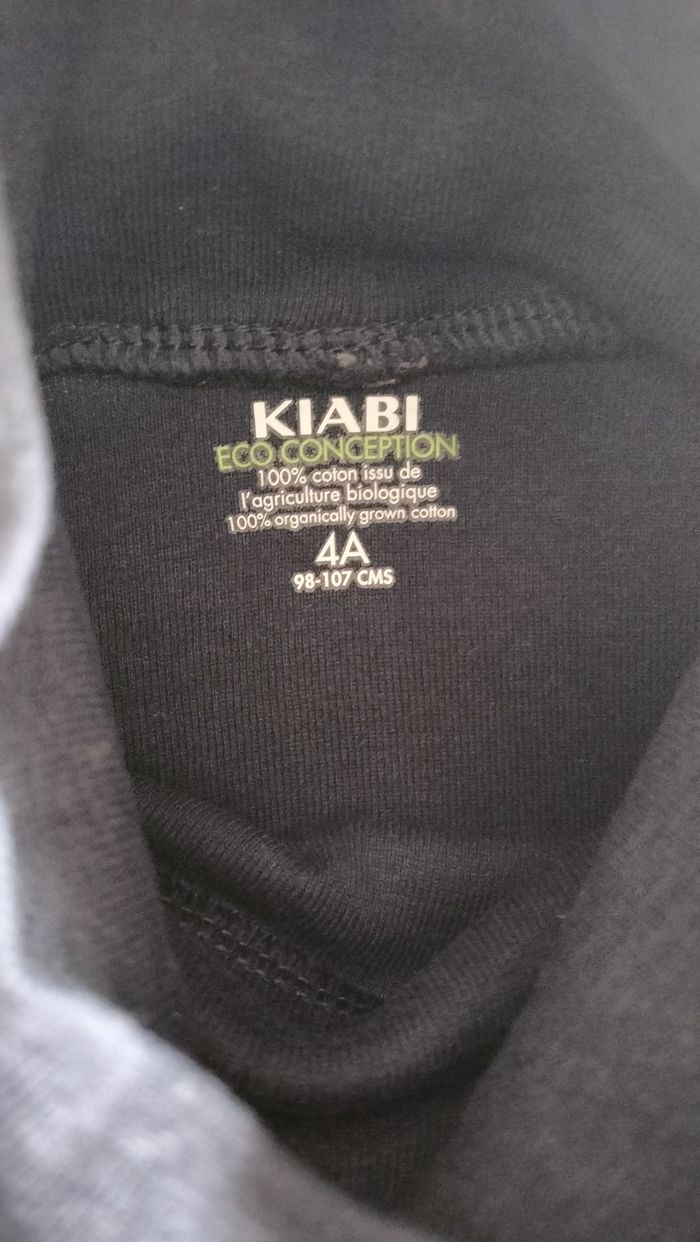 KIABI
ECO CONCEPTION
100% coton issu de
l'agriculture biologique
100% organically grown cotton
4A
98-107 CMS